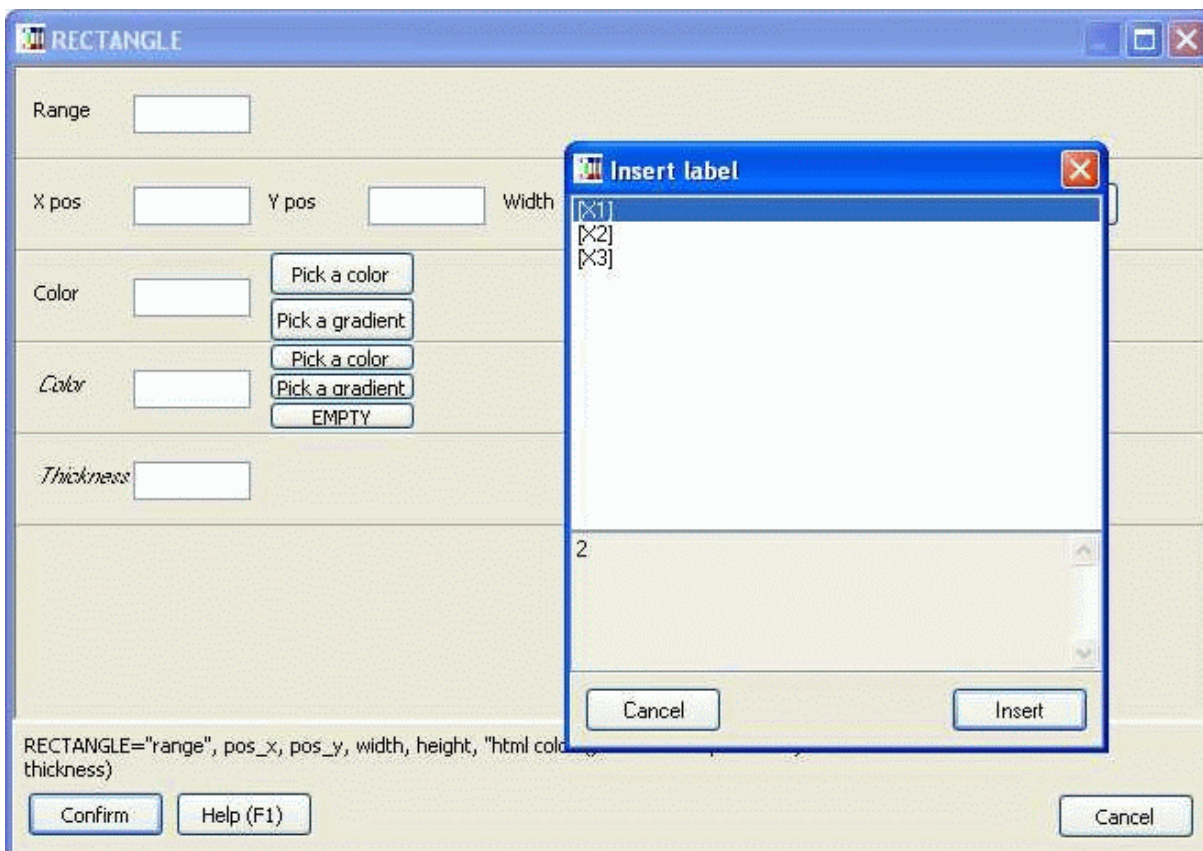 RECTANGLE
Range
X pos
Y pos
Width
Color
Pick a color
Pick a gradient
Color
Pick a color
Pick a gradient
EMPTY
Thickness
Insert label
[X1]
[X2]
[X3]
2
Cancel
Insert
RECTANGLE="range", pos_x, pos_y, width, height, "html
thickness)
Confirm
Help (F1)
Cancel